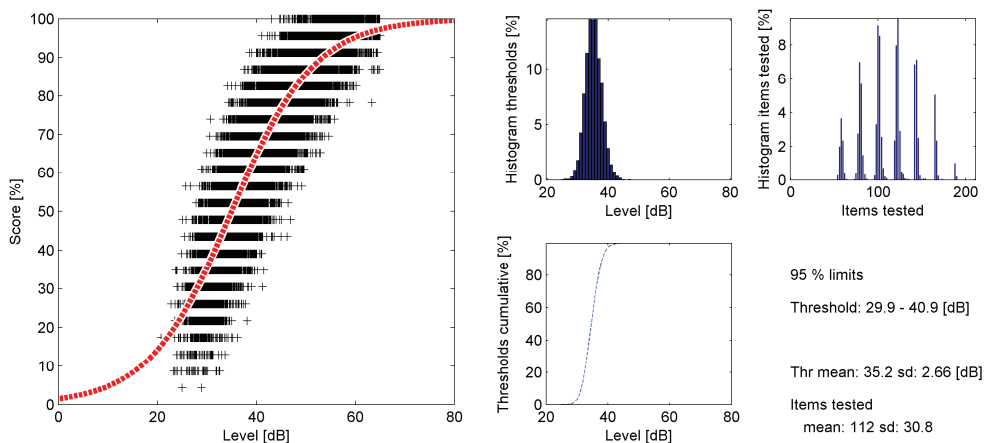 100
90
80
70
60
50
40
30
20
10
0
Score [%]
0 20 40 60 80
Level [dB]
10
5
0
Histogram thresholds [%]
20 40 60 80
Level [dB]
8
6
4
2
0
Histogram items tested [%]
0 100 200
Items tested
80
60
40
20
0
Thresholds cumulative [%]
20 40 60 80
Level [dB]
95 % limits
Threshold: 29.9 - 40.9 [dB]
Thr mean: 35.2 sd: 2.66 [dB]
Items tested
mean: 112 sd: 30.8